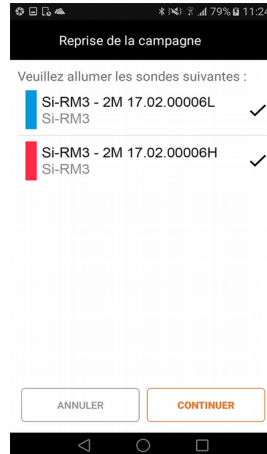 79% 11:24
Reprise de la campagne
Veuillez allumer les sondes suivantes :
Si-RM3 - 2M 17.02.00006L
Si-RM3
Si-RM3 - 2M 17.02.00006H
Si-RM3
ANNULER CONTINUER